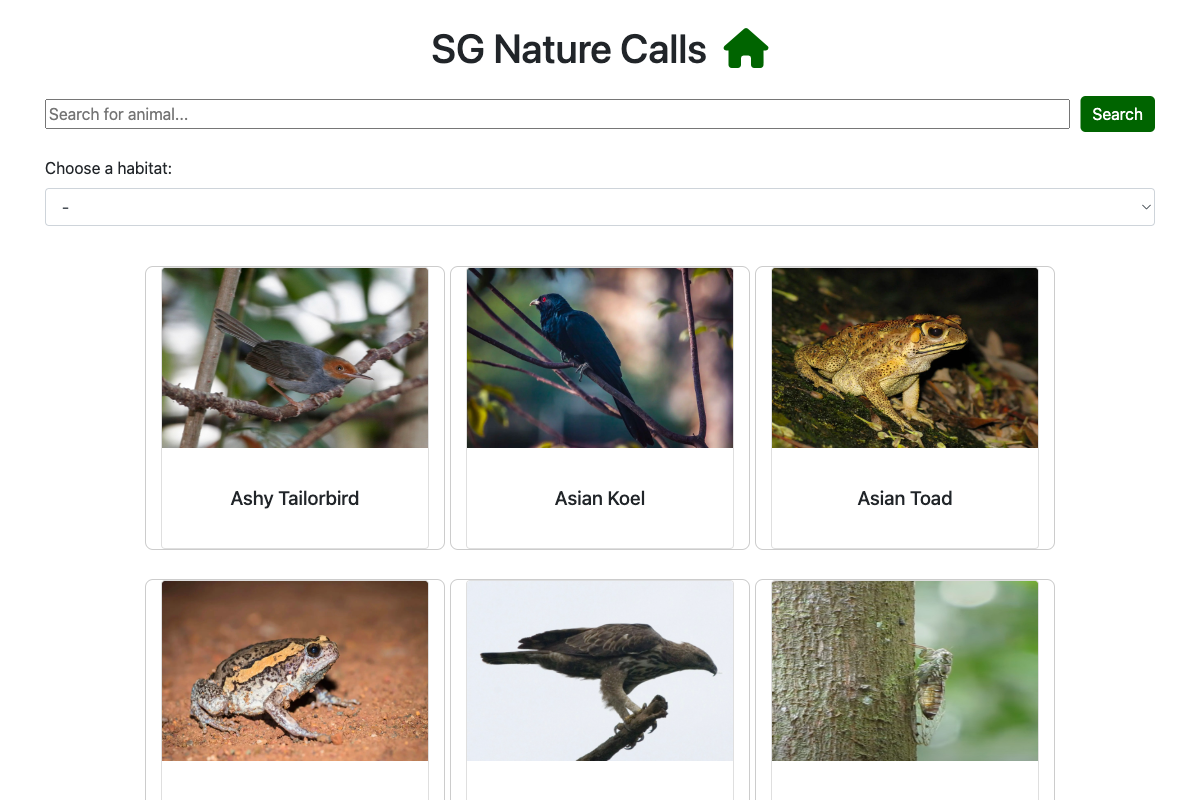 SG Nature Calls
Search for animal...
Search
Choose a habitat:
-
Ashy Tailorbird
Asian Koel
Asian Toad